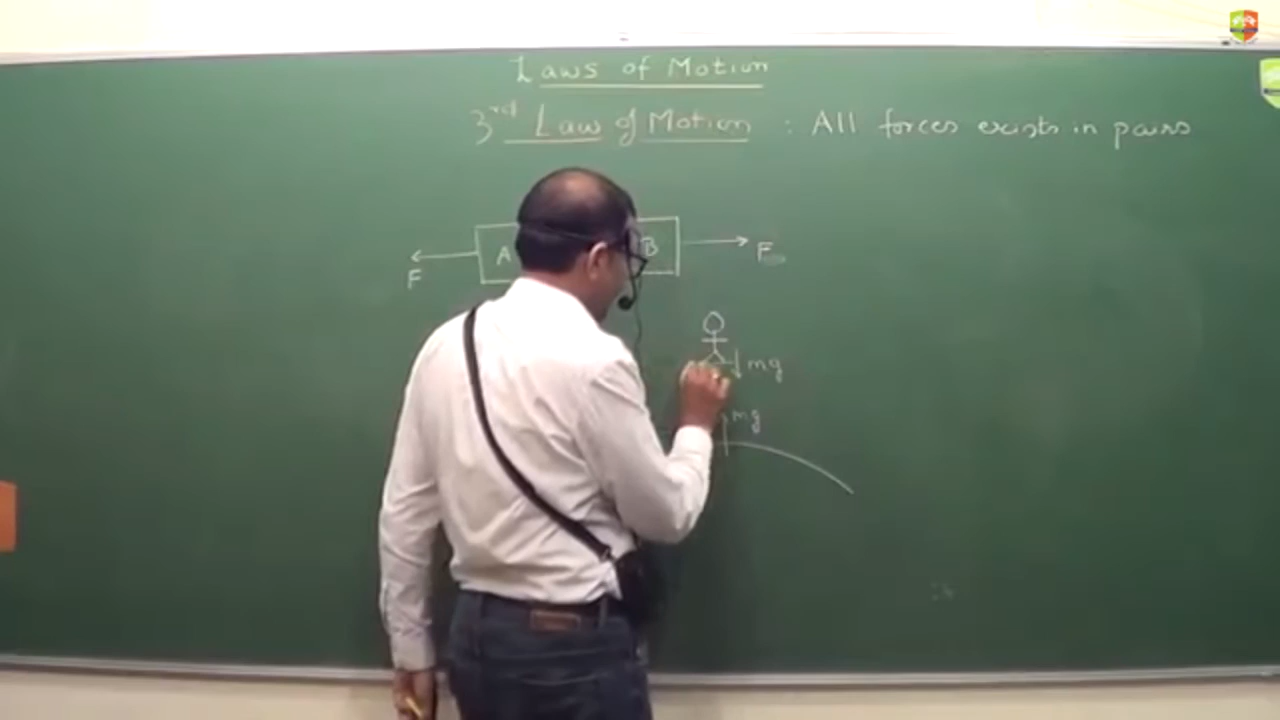 Laws of Motion
3rd Law of Motion : All forces exists in pairs
A B
F F
mg
mg